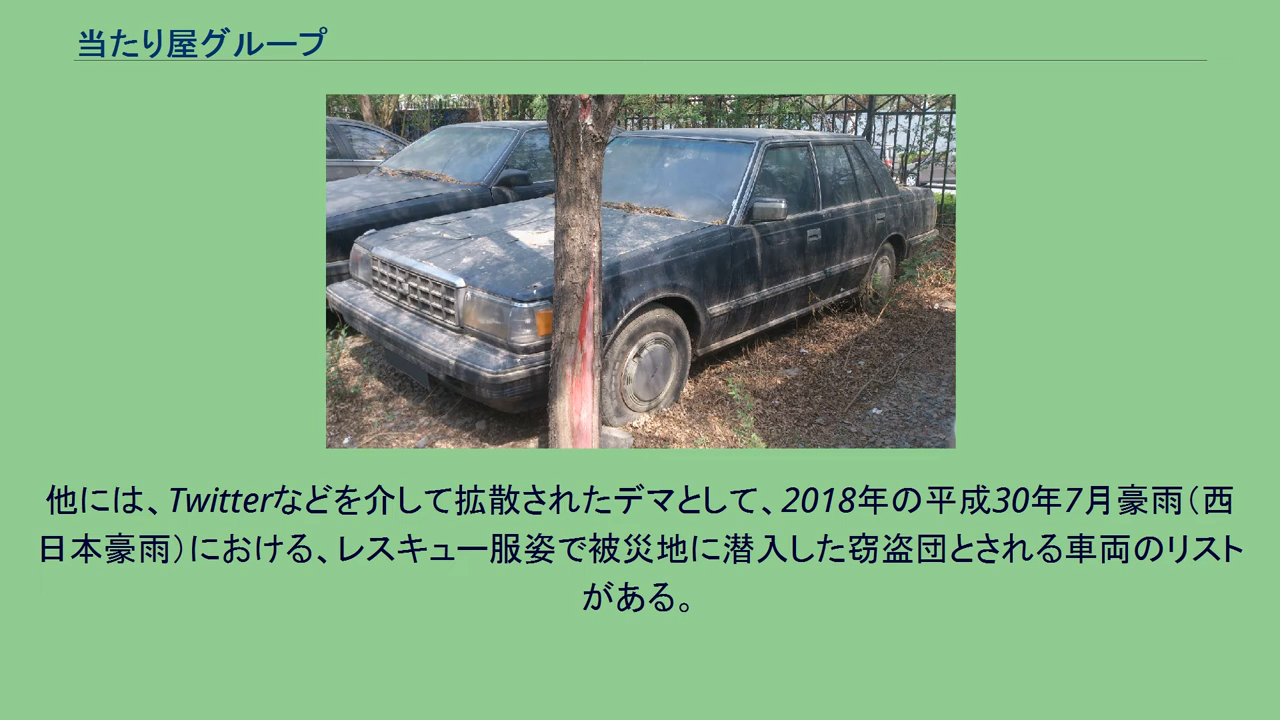 当たり屋グループ
他には、Twitterなどを介して拡散されたデマとして、2018年の平成30年7月豪雨（西
日本豪雨）における、レスキュー服姿で被災地に潜入した窃盗団とされる車両のリスト
がある。